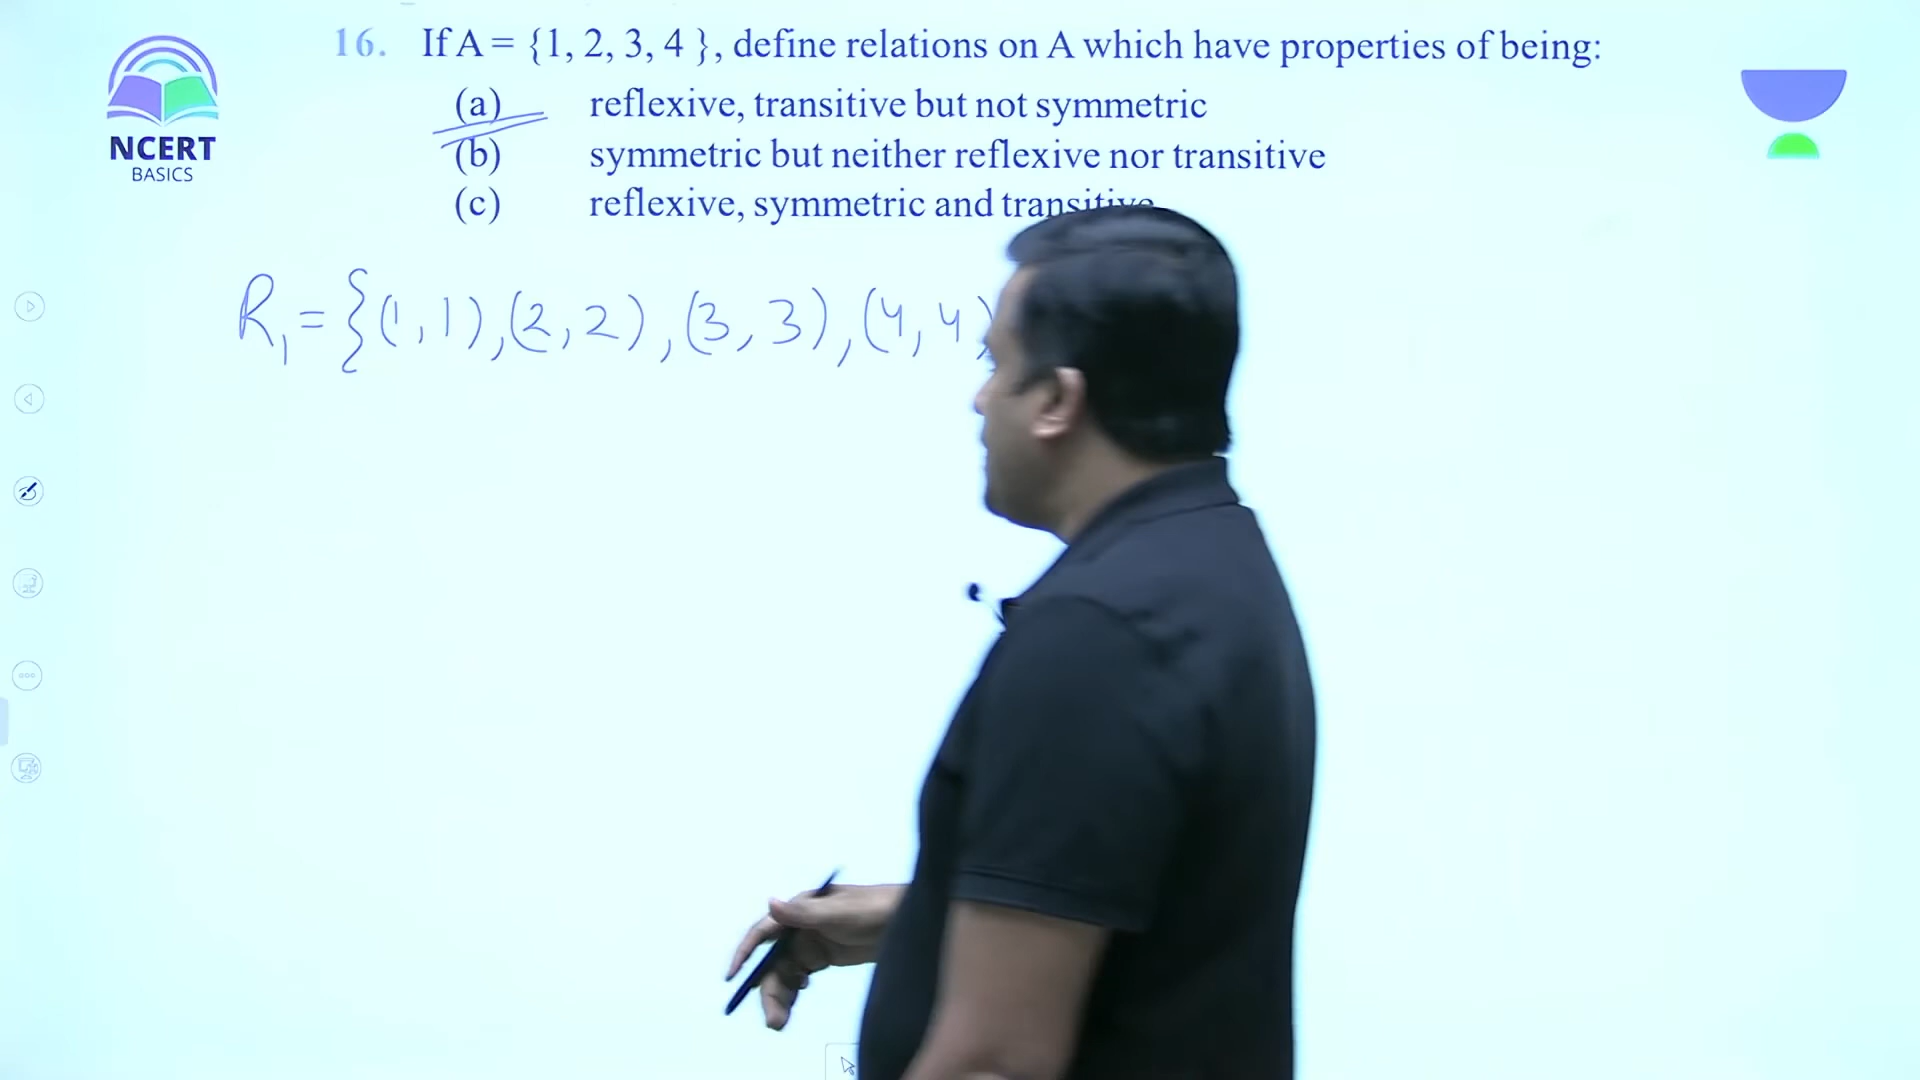 16. If A = {1, 2, 3, 4 }, define relations on A which have properties of being:
(a) reflexive, transitive but not symmetric
(b) symmetric but neither reflexive nor transitive
(c) reflexive, symmetric and transitive
NCERT
BASICS
R₁ = {(1,1),(2,2),(3,3),(4,4)